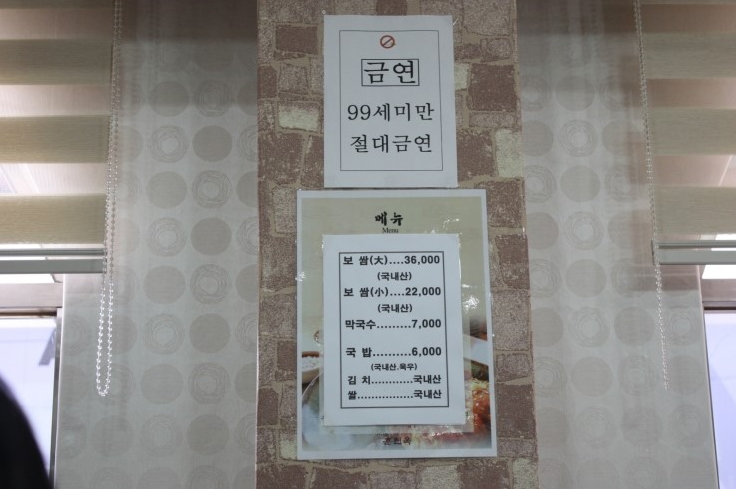 금연
99세미만
절대금연
메뉴
Menu
보 쌈(大)....36,000
(국내산)
보 쌈(小)....22,000
(국내산)
막국수.........7,000
국 밥..........6,000
(국내산.육우)
김 치............국내산
쌀................국내산